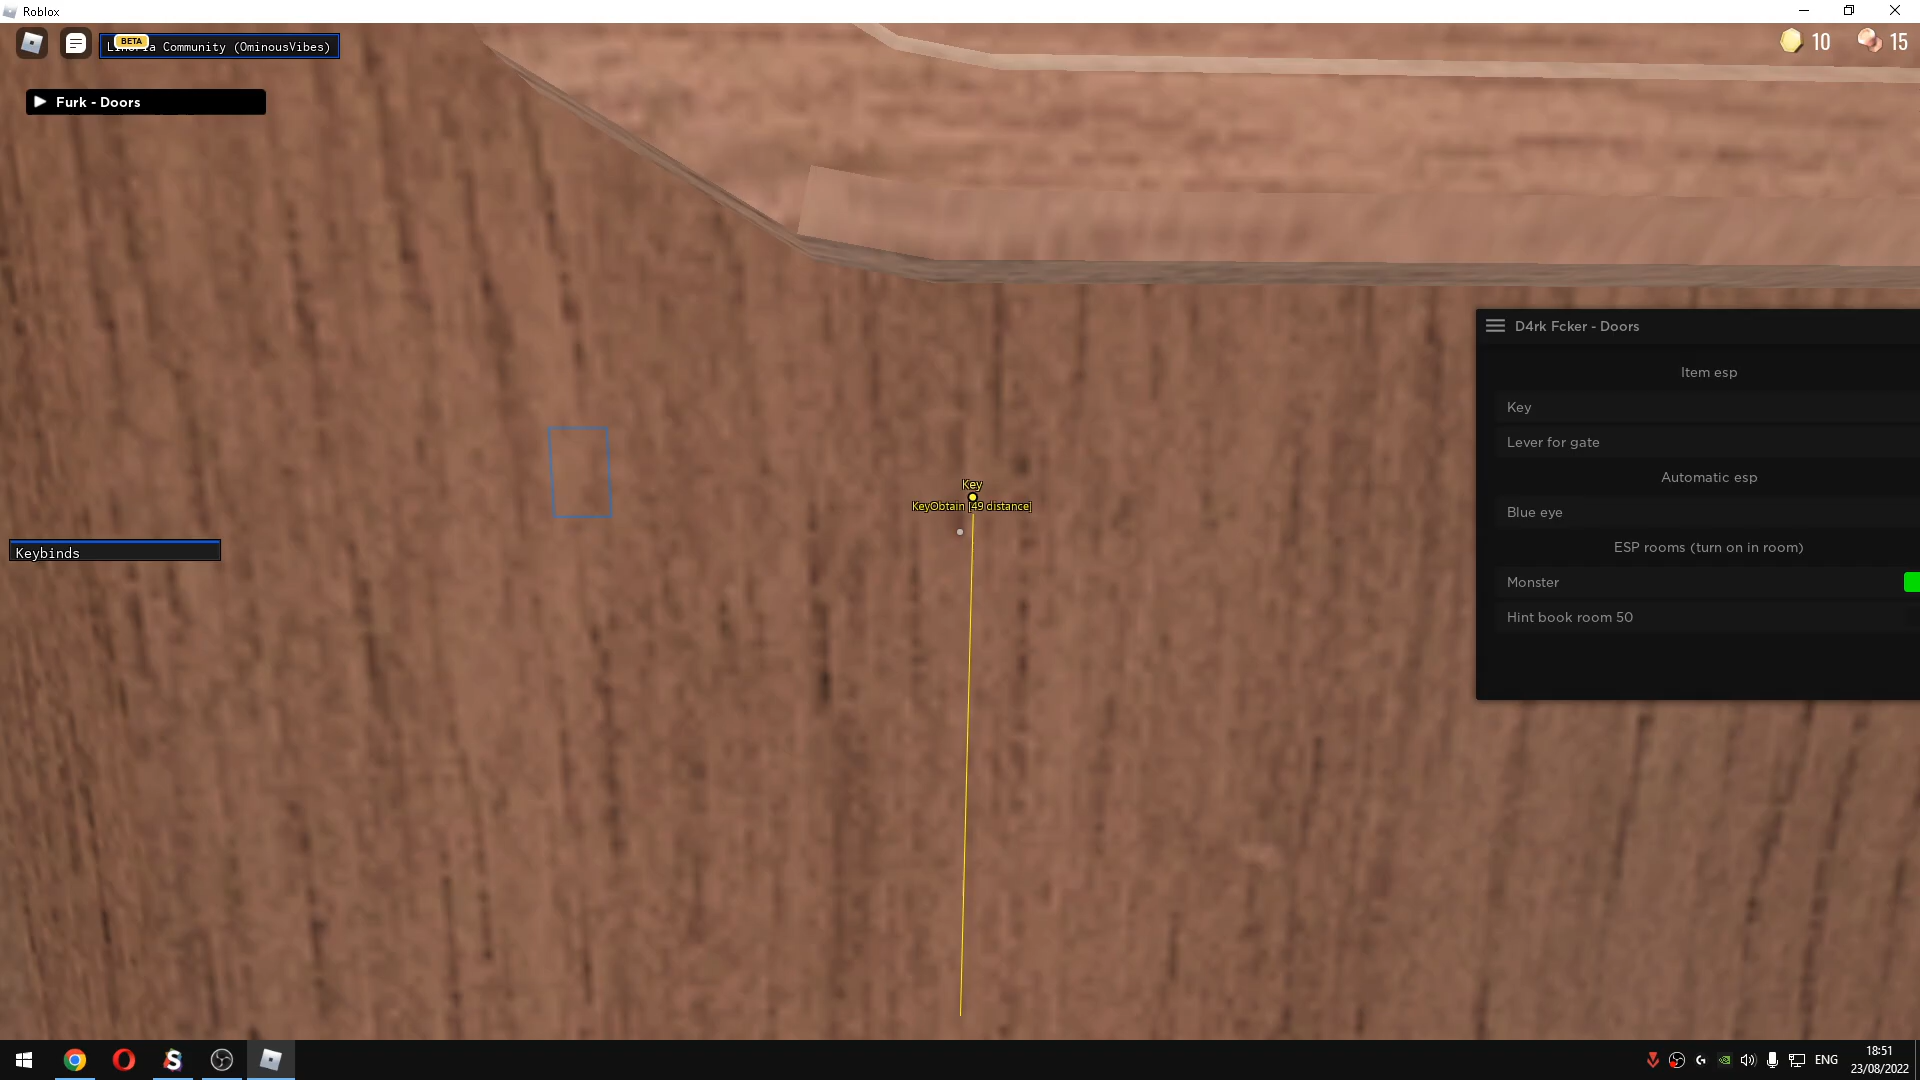 Roblox
BETA
Linoria Community (OminousVibes)
10
15
Furk - Doors
D4rk Fcker - Doors
Item esp
Key
Lever for gate
Automatic esp
Blue eye
ESP rooms (turn on in room)
Monster
Hint book room 50
Key
KeyObtain [49 distance]
Keybinds
ENG
18:51
23/08/2022